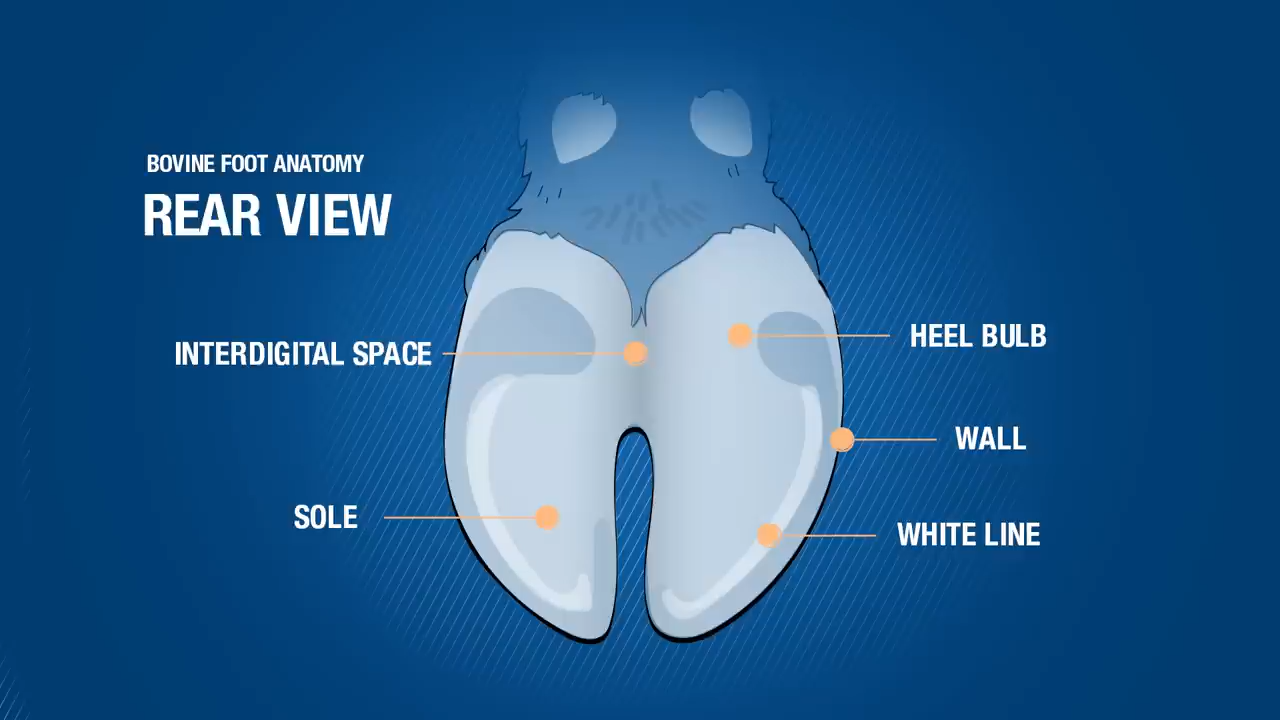 BOVINE FOOT ANATOMY
REAR VIEW
HEEL BULB
INTERDIGITAL SPACE
WALL
SOLE
WHITE LINE